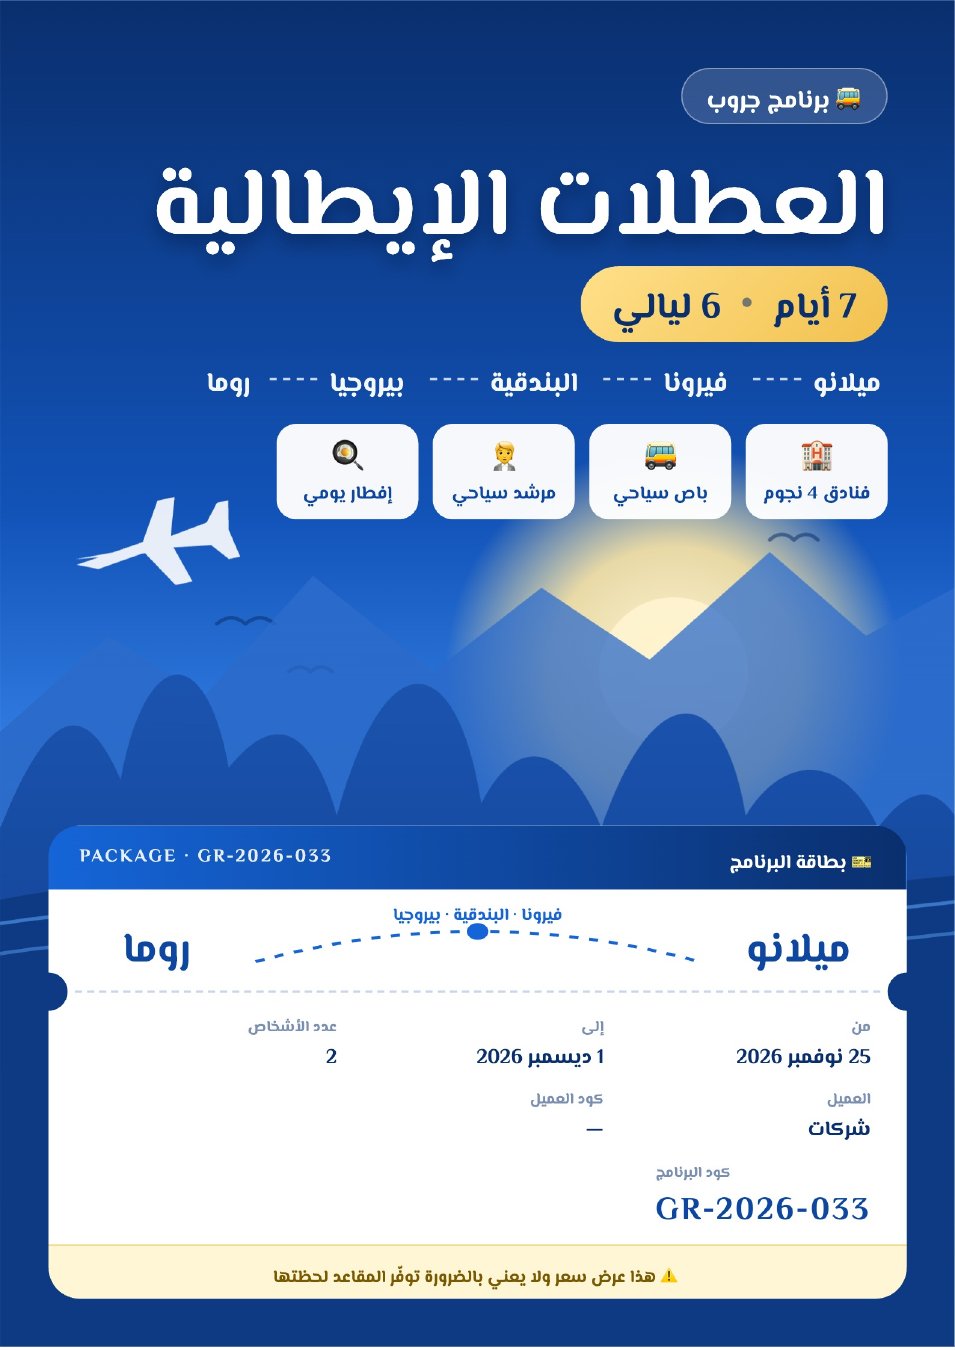 🚌 برنامج جروب
العطلات الإيطالية
7 أيام • 6 ليالي
ميلانو ---- فيرونا ---- البندقية ---- بيروجيا ---- روما
فنادق 4 نجوم
باص سياحي
مرشد سياحي
إفطار يومي
🎫 بطاقة البرنامج
PACKAGE · GR-2026-033
فيرونا · البندقية · بيروجيا
ميلانو
روما
من
إلى
عدد الأشخاص
25 نوفمبر 2026
1 ديسمبر 2026
2
العميل
كود العميل
شركات
—
كود البرنامج
GR-2026-033
⚠️ هذا عرض سعر ولا يعني بالضرورة توفّر المقاعد لحظتها